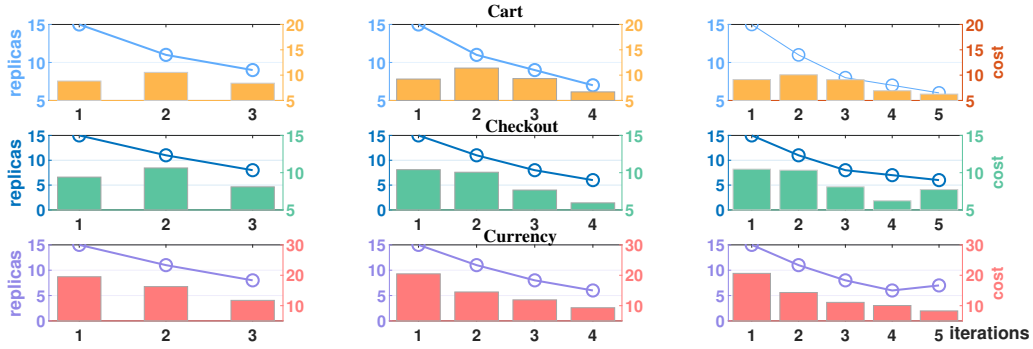 Cart
replicas 15 10 5 20 15 10 5 15 10 5 20 15 10 5 15 10 5 20 15 10 5 cost
1 2 3 1 2 3 4 1 2 3 4 5
Checkout
replicas 15 10 5 0 15 10 5 15 10 5 0 15 10 5 15 10 5 0 15 10 5 cost
1 2 3 1 2 3 4 1 2 3 4 5
Currency
replicas 15 10 5 0 30 20 10 15 10 5 0 30 20 10 15 10 5 0 30 20 10 cost
1 2 3 1 2 3 4 1 2 3 4 5 iterations